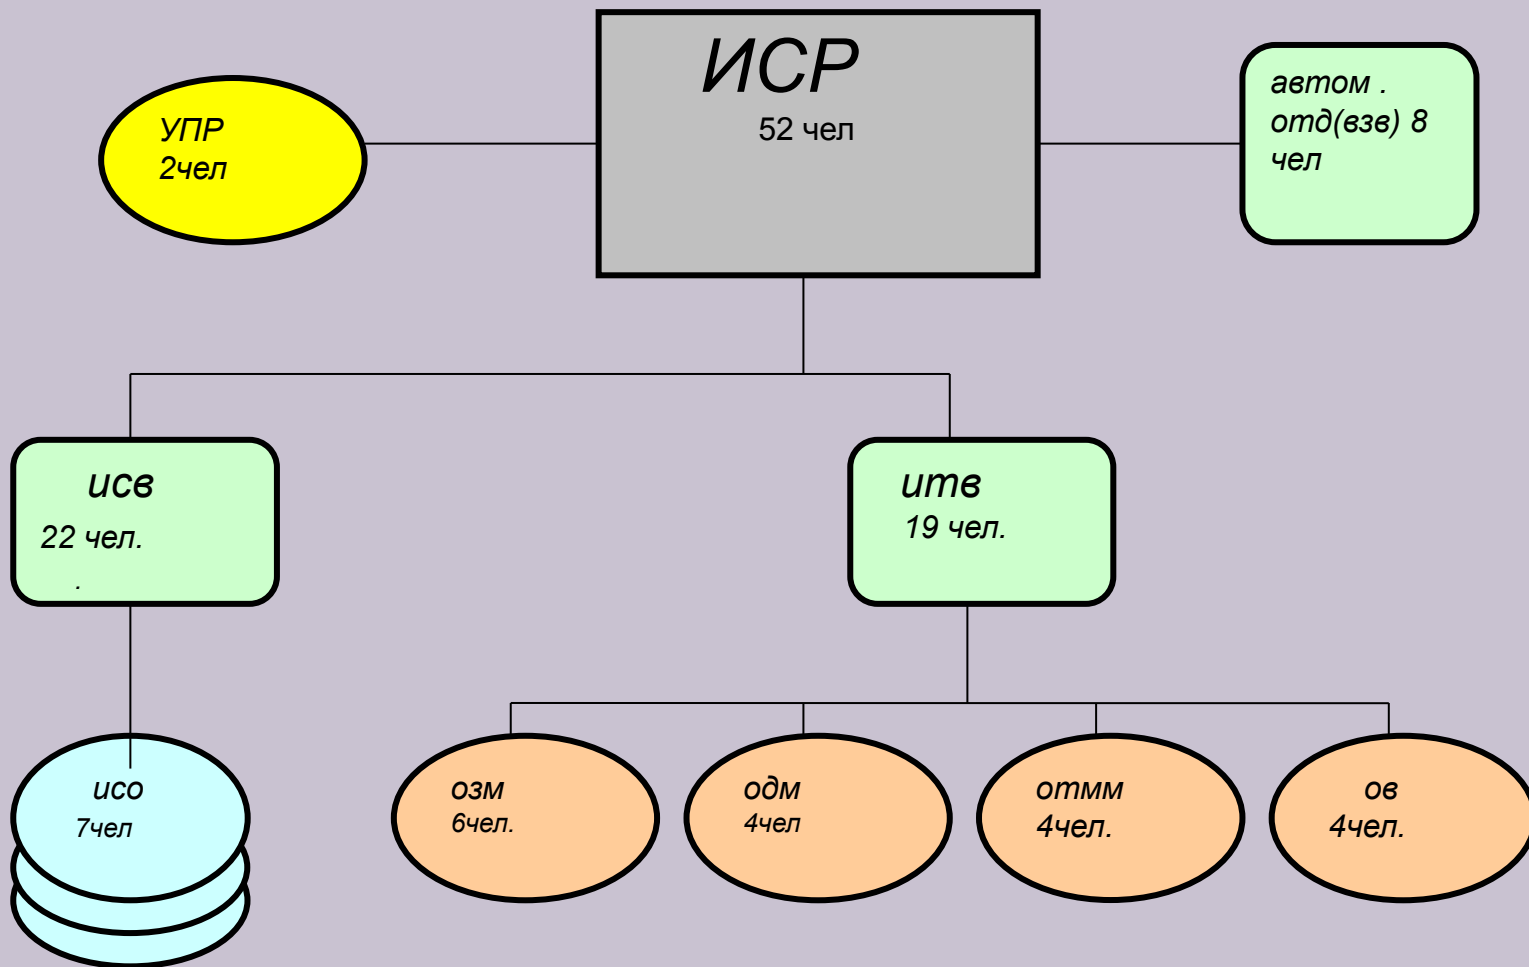 ИСР
52 чел
УПР
2чел
автом .
отд(взв) 8
чел
исв
22 чел.
.
итв
19 чел.
исо
7чел
озм
6чел.
одм
4чел
отмм
4чел.
ов
4чел.